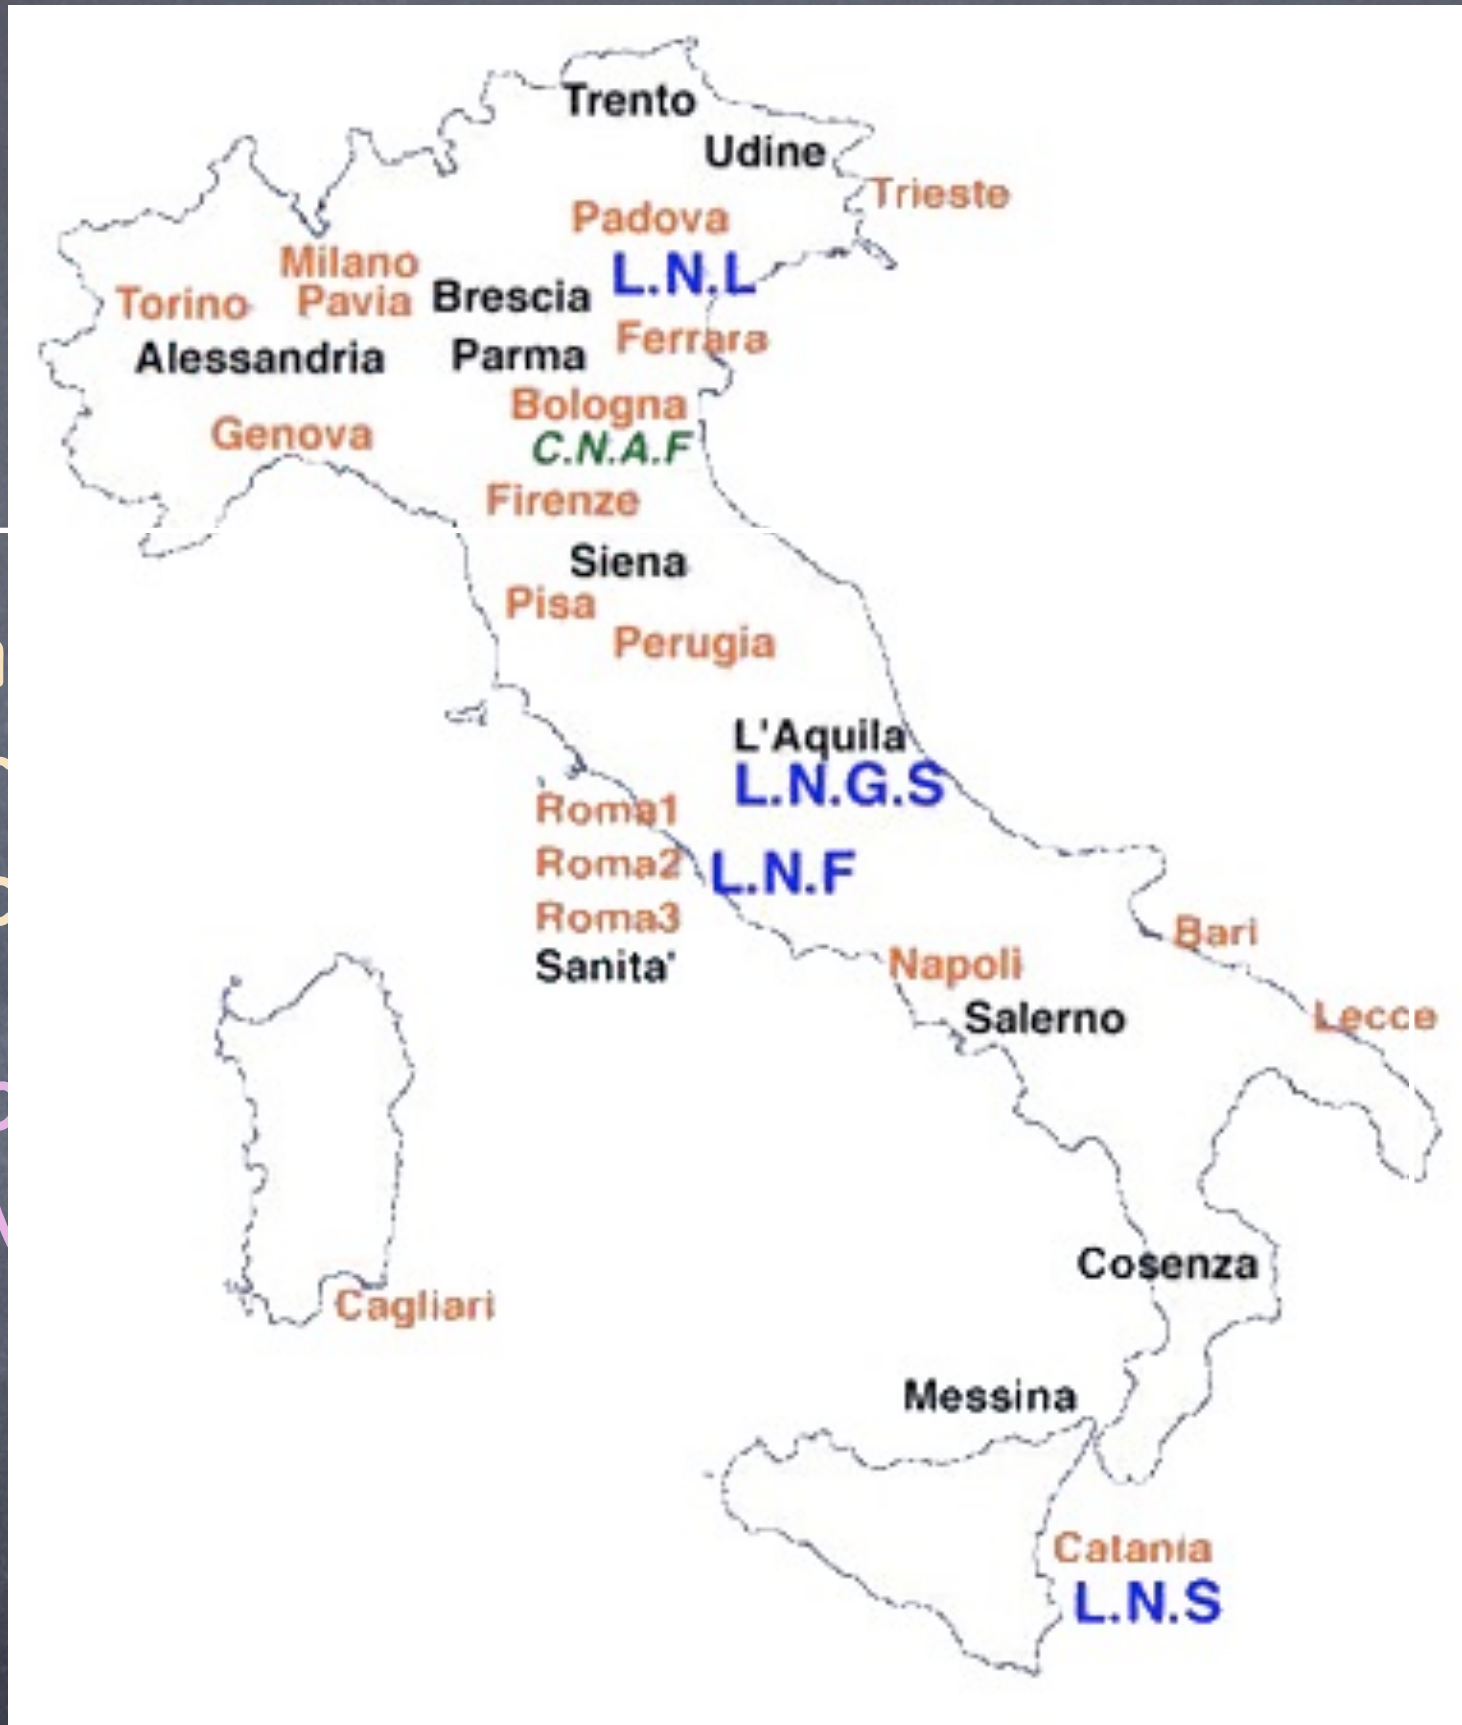 Trento
Udine
Trieste
Padova
Milano
L.N.L
Torino
Pavia
Brescia
Ferrara
Alessandria
Parma
Bologna
Genova
C.N.A.F
Firenze
Siena
Pisa
Perugia
L'Aquila
L.N.G.S
Roma1
Roma2
L.N.F
Roma3
Bari
Sanita'
Napoli
Salerno
Lecce
Cosenza
Cagliari
Messina
Catania
L.N.S